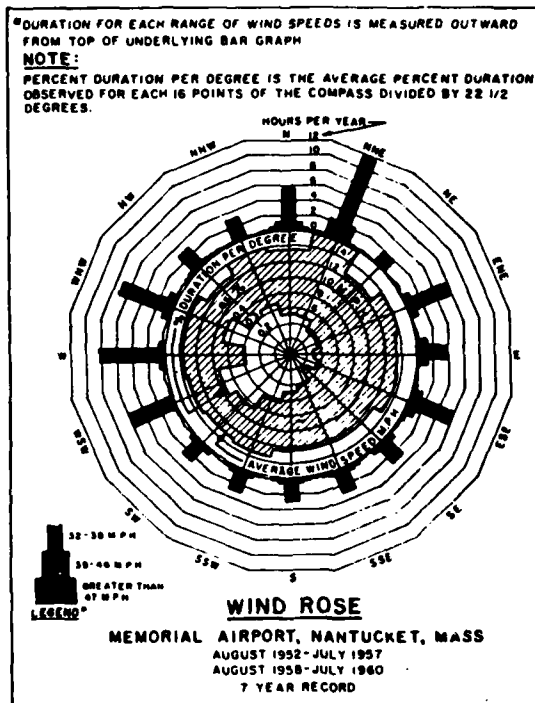 *DURATION FOR EACH RANGE OF WIND SPEEDS IS MEASURED OUTWARD
FROM TOP OF UNDERLYING BAR GRAPH
NOTE:
PERCENT DURATION PER DEGREE IS THE AVERAGE PERCENT DURATION
OBSERVED FOR EACH 16 POINTS OF THE COMPASS DIVIDED BY 22 1/2
DEGREES.
HOURS PER YEAR
N
12
10
8
6
4
2
0
NNW
NNE
NW
NE
WNW
ENE
W
E
WSW
ESE
SW
SE
SSW
SSE
S
% DURATION PER DEGREE
AVERAGE WIND SPEED MPH
32-38 MPH
39-46 MPH
GREATER THAN
47 MPH
LEGEND*
WIND ROSE
MEMORIAL AIRPORT, NANTUCKET, MASS
AUGUST 1952-JULY 1957
AUGUST 1958-JULY 1960
7 YEAR RECORD